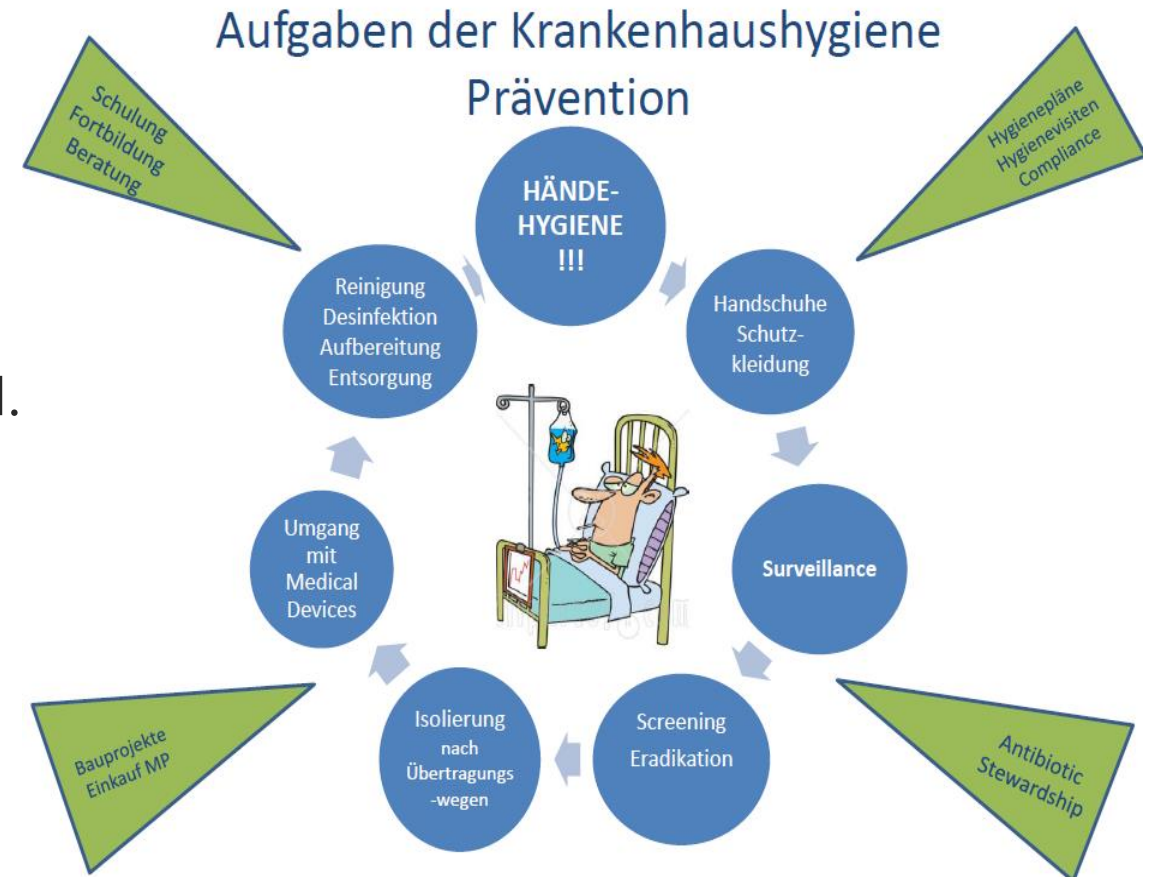 Aufgaben der Krankenhaushygiene
Prävention
Schulung
Fortbildung
Beratung
Hygienepläne
Hygienevisiten
Compliance
HÄNDE-
HYGIENE
!!!
Handschuhe
Schutz-
kleidung
Surveillance
Screening
Eradikation
Isolierung
nach
Übertragungs
-wegen
Umgang
mit
Medical
Devices
Reinigung
Desinfektion
Aufbereitung
Entsorgung
Bauprojekte
Einkauf MP
Antibiotic
Stewardship